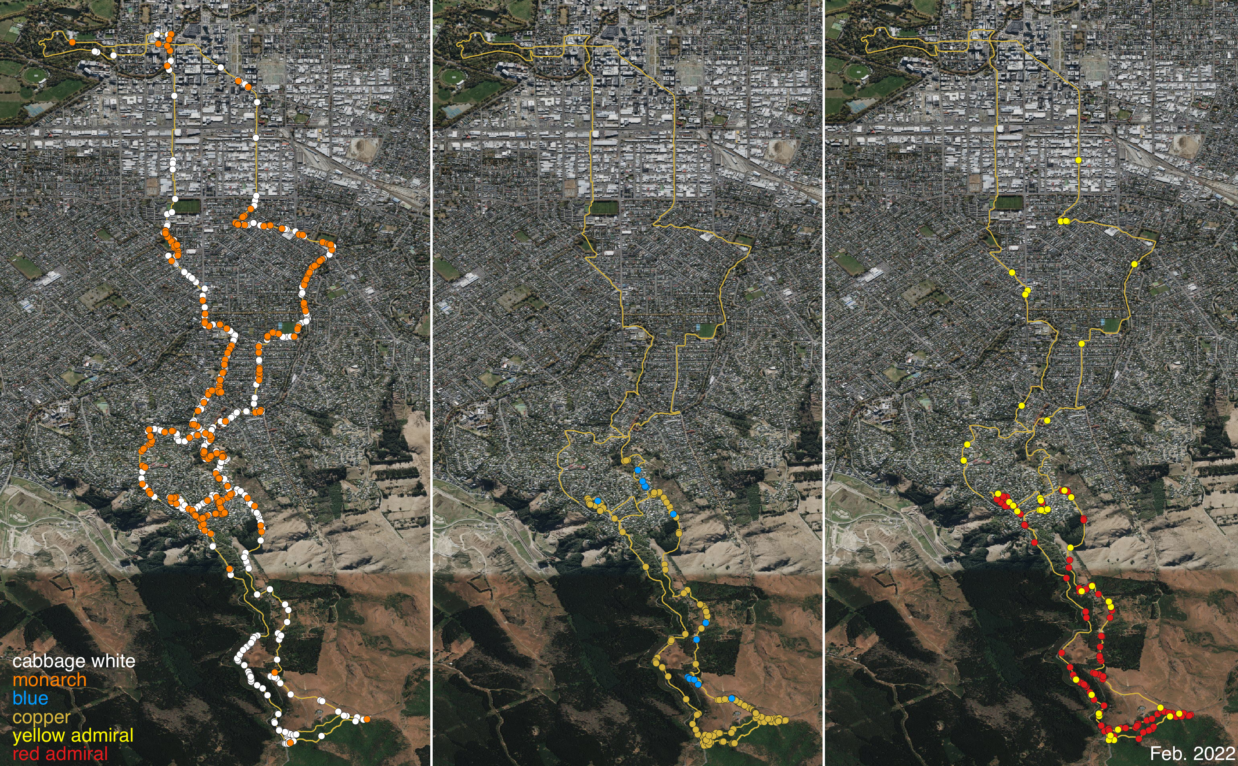 cabbage white
monarch
blue
copper
yellow admiral
red admiral
Feb. 2022